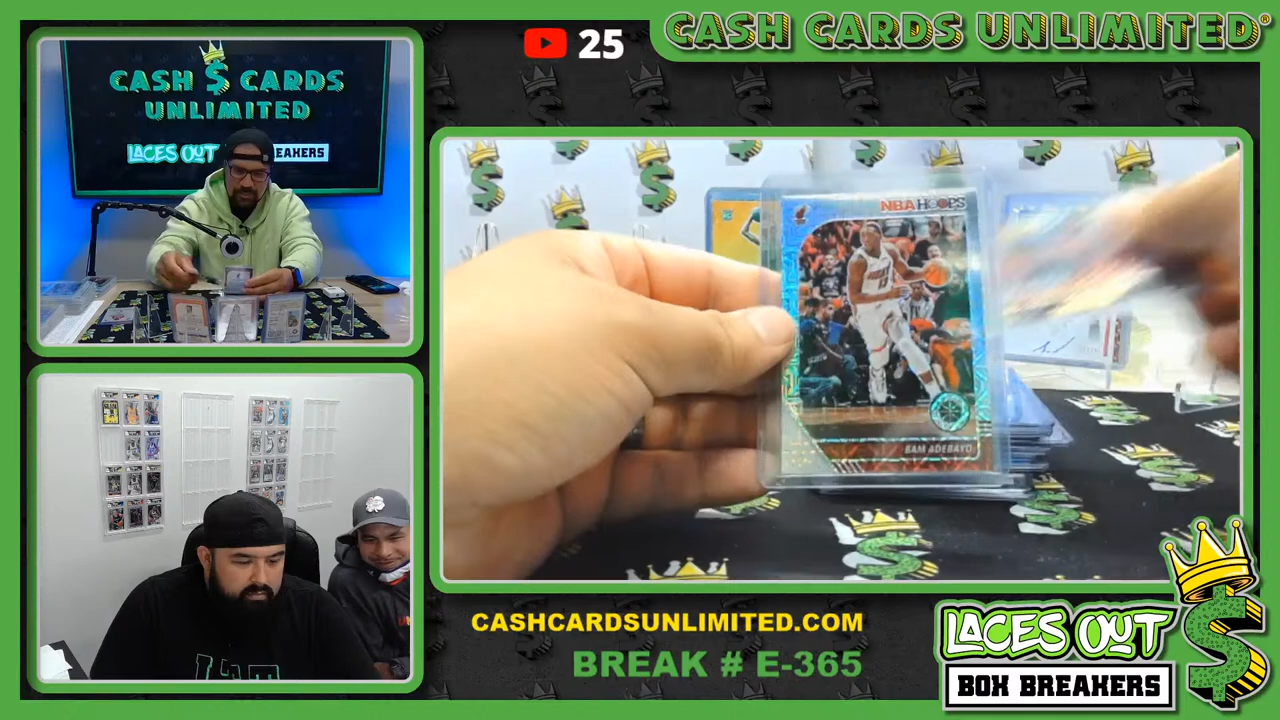 25
CASH CARDS UNLIMITED®
CASH $ CARDS
UNLIMITED
LACES OUT
EAKERS
NBA HOOPS
BAM ADEBAYO
CASHCARDSUNLIMITED.COM
BREAK # E-365
LACES OUT
BOX BREAKERS